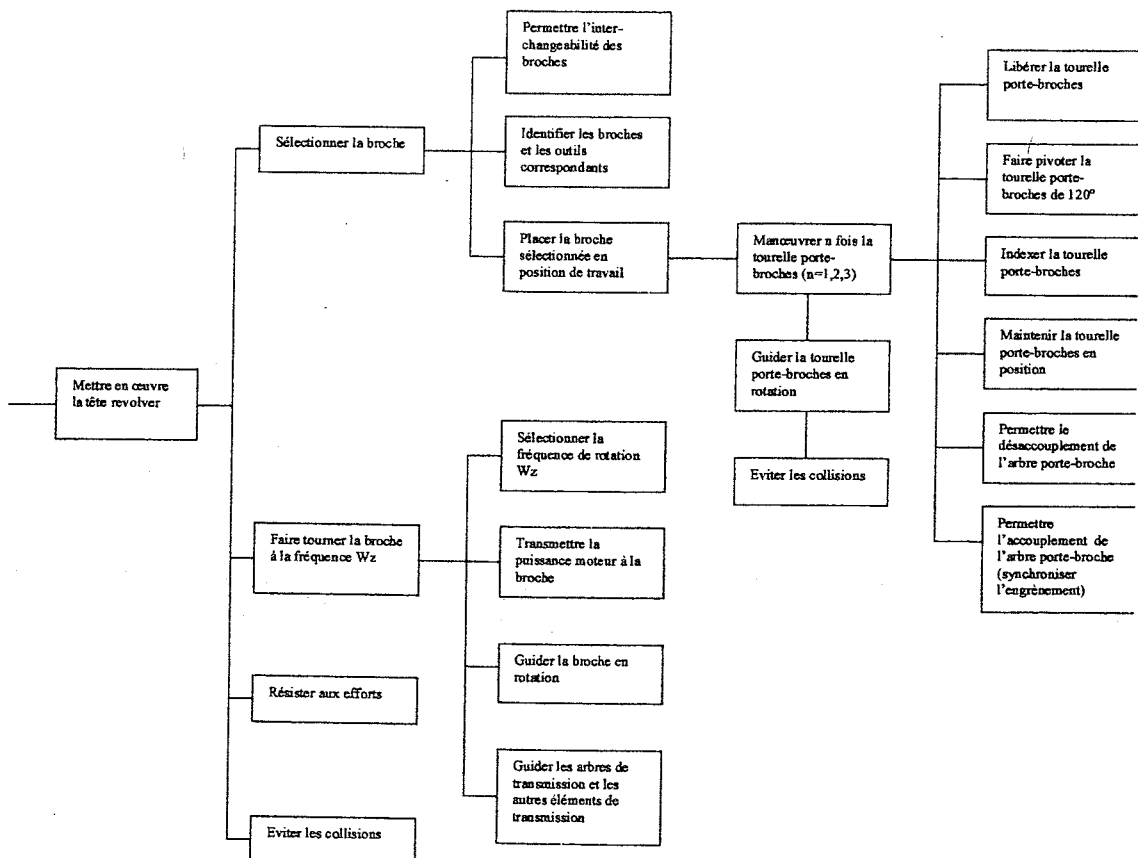 Mettre en œuvre
la tête revolver
Sélectionner la broche
Permettre l'inter-
changeabilité des
broches
Identifier les broches
et les outils
correspondants
Placer la broche
sélectionnée en
position de travail
Manœuvrer n fois la
tourelle porte-
broches (n=1,2,3)
Guider la tourelle
porte-broches en
rotation
Eviter les collisions
Libérer la tourelle
porte-broches
Faire pivoter la
tourelle porte-
broches de 120°
Indexer la tourelle
porte-broches
Maintenir la tourelle
porte-broches en
position
Permettre le
désaccouplement de
l'arbre porte-broche
Permettre
l'accouplement de
l'arbre porte-broche
(synchroniser
l'engrènement)
Faire tourner la broche
à la fréquence Wz
Sélectionner la
fréquence de rotation
Wz
Transmettre la
puissance moteur à la
broche
Guider la broche en
rotation
Guider les arbres de
transmission et les
autres éléments de
transmission
Résister aux efforts
Eviter les collisions